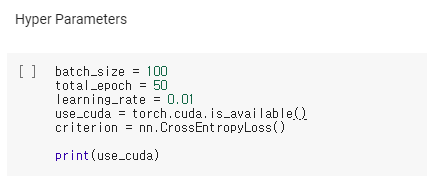 Hyper Parameters
[ ]
batch_size = 100
total_epoch = 50
learning_rate = 0.01
use_cuda = torch.cuda.is_available()
criterion = nn.CrossEntropyLoss()
print(use_cuda)